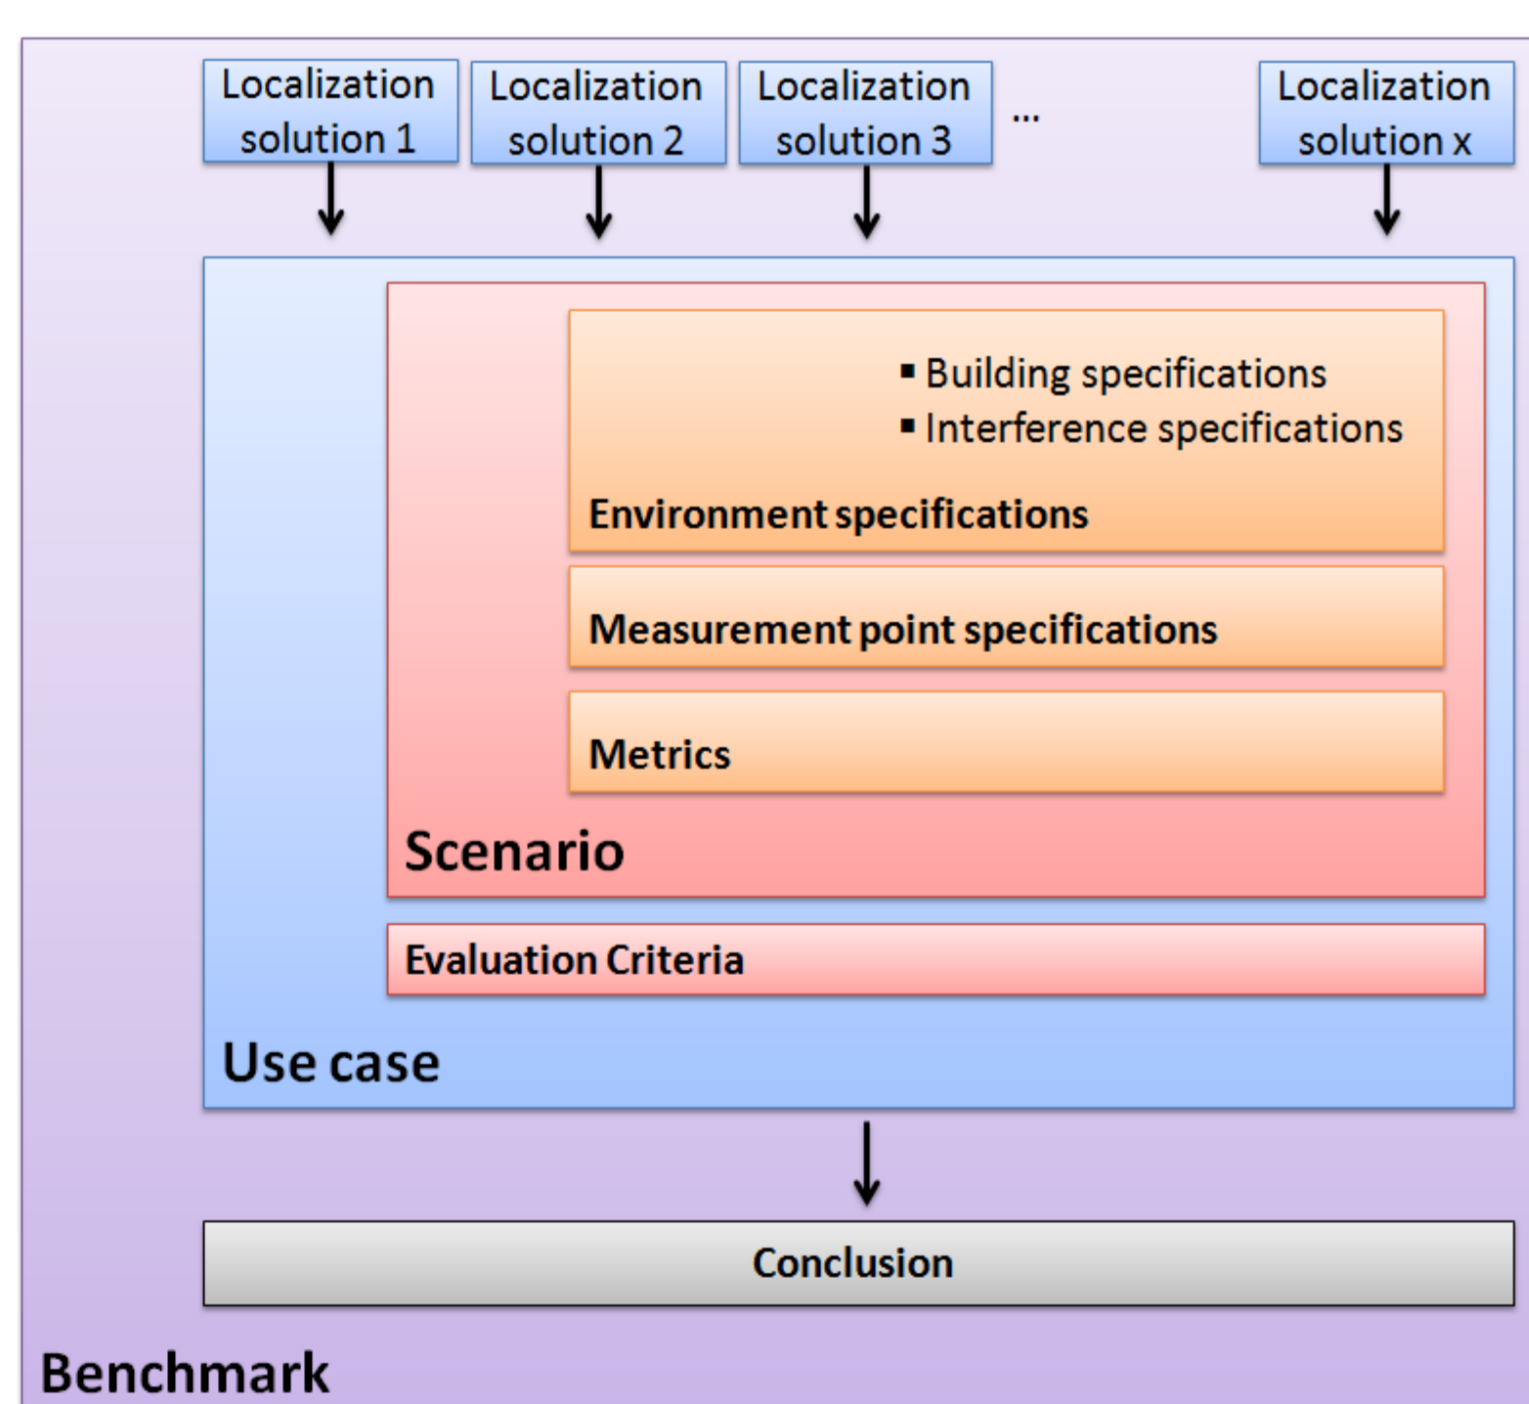 Localization
solution 1
Localization
solution 2
Localization
solution 3
...
Localization
solution x
▪ Building specifications
▪ Interference specifications
Environment specifications
Measurement point specifications
Metrics
Scenario
Evaluation Criteria
Use case
Conclusion
Benchmark